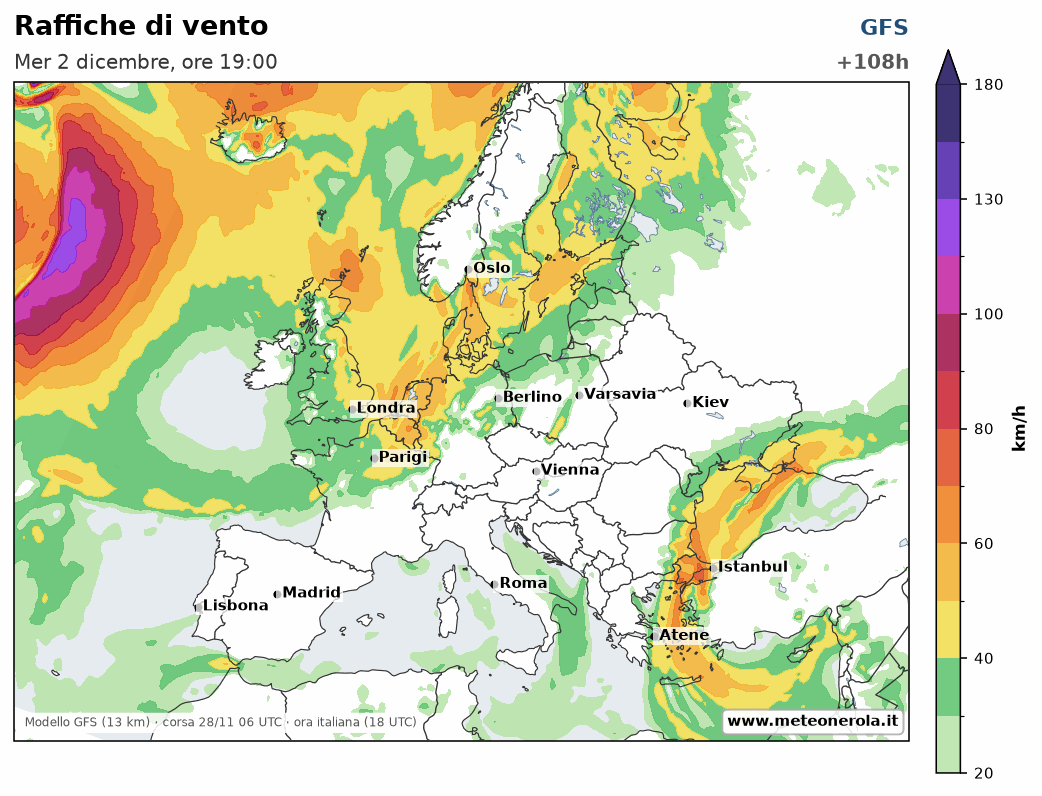 Raffiche di vento
GFS
Mer 2 dicembre, ore 19:00
+108h
180
130
100
80
60
40
20
km/h
Oslo
Londra
Berlino
Varsavia
Kiev
Parigi
Vienna
Istanbul
Roma
Madrid
Lisbona
Atene
Modello GFS (13 km) · corsa 28/11 06 UTC · ora italiana (18 UTC)
www.meteonerola.it